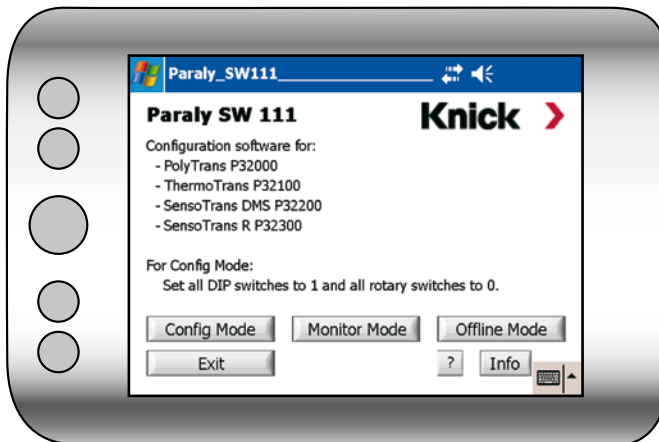 Paraly_SW111
Paraly SW 111
Knick
Configuration software for:
- PolyTrans P32000
- ThermoTrans P32100
- SensoTrans DMS P32200
- SensoTrans R P32300
For Config Mode:
Set all DIP switches to 1 and all rotary switches to 0.
Config Mode
Monitor Mode
Offline Mode
Exit
?
Info